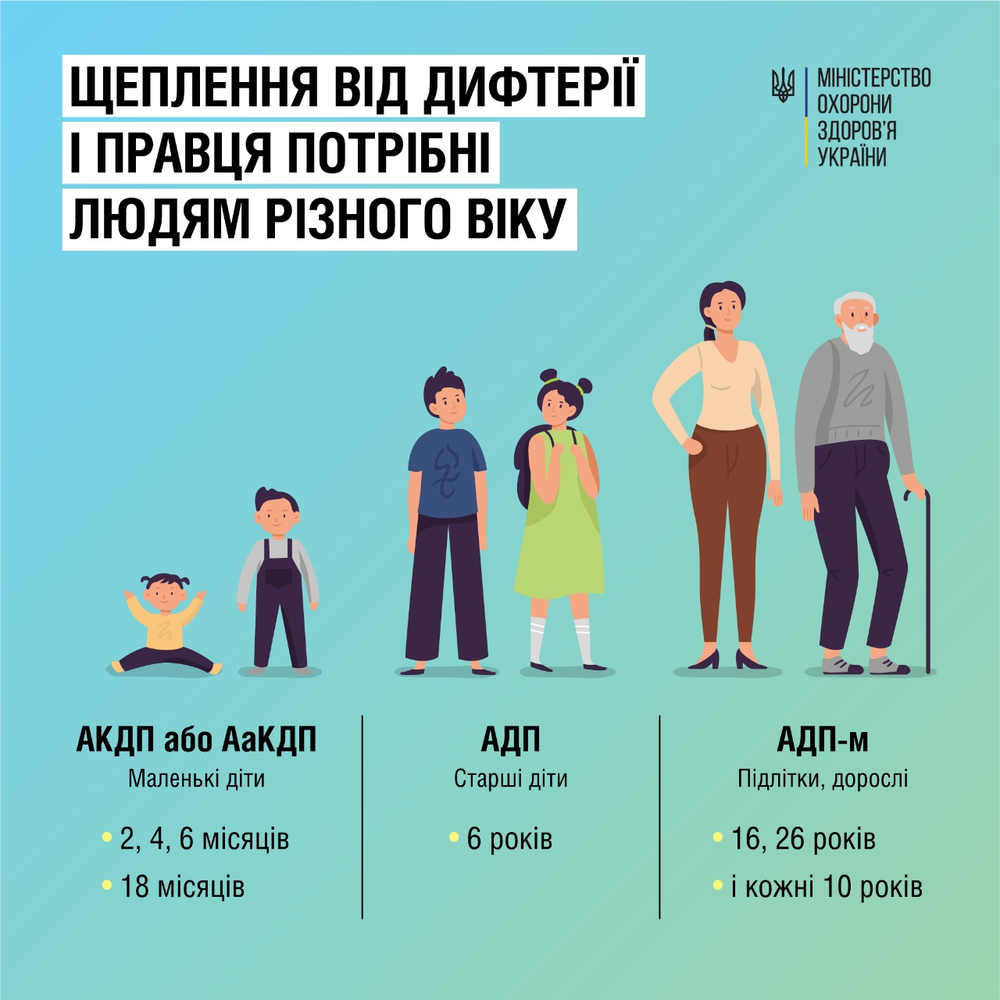 ЩЕПЛЕННЯ ВІД ДИФТЕРІЇ
І ПРАВЦЯ ПОТРІБНІ
ЛЮДЯМ РІЗНОГО ВІКУ
МІНІСТЕРСТВО
ОХОРОНИ
ЗДОРОВ'Я
УКРАЇНИ
АКДП або АаКДП
Маленькі діти
• 2, 4, 6 місяців
• 18 місяців
АДП
Старші діти
• 6 років
АДП-м
Підлітки, дорослі
• 16, 26 років
• і кожні 10 років